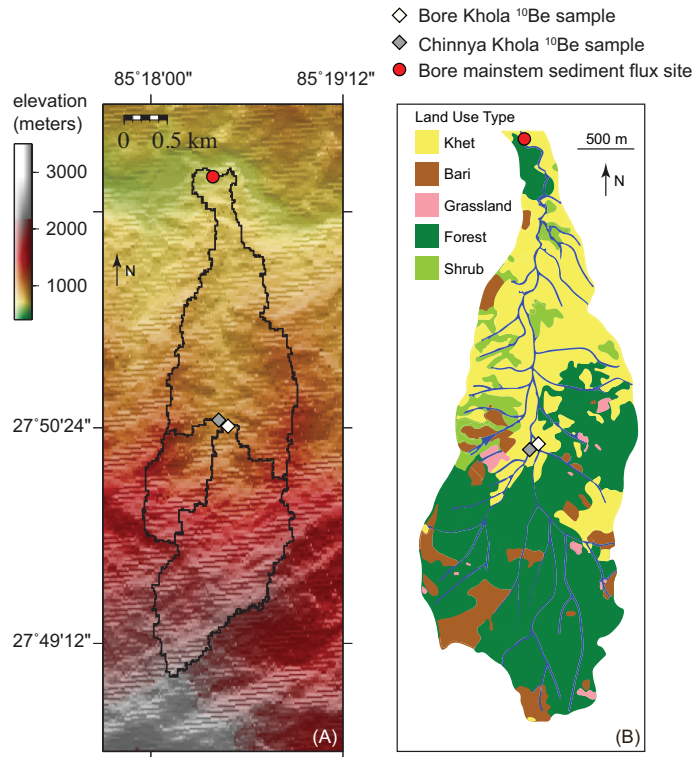 Bore Khola ¹⁰Be sample
Chinnya Khola ¹⁰Be sample
Bore mainstem sediment flux site
85°18'00"
85°19'12"
elevation
(meters)
3000
2000
1000
0 0.5 km
N
27°50'24"
27°49'12"
(A)
Land Use Type
Khet
Bari
Grassland
Forest
Shrub
500 m
N
(B)